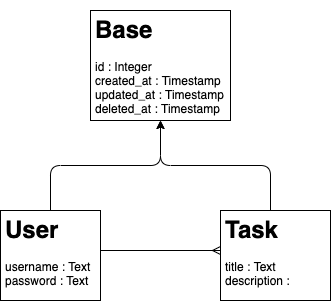 Base
id : Integer
created_at : Timestamp
updated_at : Timestamp
deleted_at : Timestamp
User
username : Text
password : Text
Task
title : Text
description :